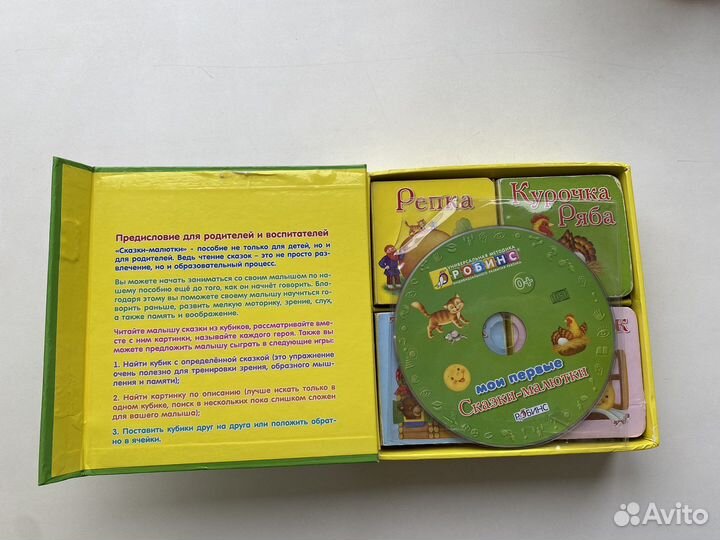 Предисловие для родителей и воспитателей
«Сказки-малютки» - пособие не только для детей, но и
для родителей. Ведь чтение сказок – это не просто раз-
влечение, но и образовательный процесс.
Вы можете начать заниматься со своим малышом по на-
шему пособию ещё до того, как он начнёт говорить. Бла-
годаря этому вы поможете своему малышу научиться го-
ворить раньше, развить мелкую моторику, зрение, слух,
а также память и воображение.
Читайте малышу сказки из кубиков, рассматривайте вме-
сте с ним картинки, называйте каждого героя. Также вы
можете предложить малышу сыграть в следующие игры:
1. Найти кубик с определённой сказкой (это упражнение
очень полезно для тренировки зрения, образного мыш-
ления и памяти);
2. Найти картинку по описанию (лучше искать только в
одном кубике, поиск в нескольких пока слишком сложен
для вашего малыша);
3. Поставить кубики друг на друга или положить обрат-
но в ячейки.
Репка
Курочка
Ряба
УНИВЕРСАЛЬНАЯ МЕТОДИКА
РОБИНС
0+
мои первые
Сказки-малютки
РОБИНС
К
Avito